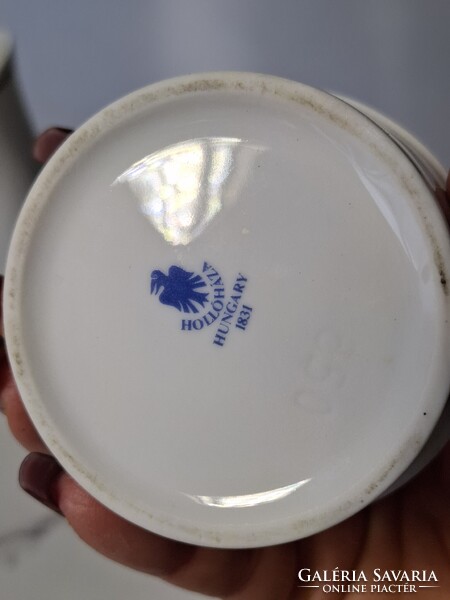 HOLLÓHÁZA
HUNGARY
1831
GALÉRIA SAVARIA
ONLINE PIACTÉR